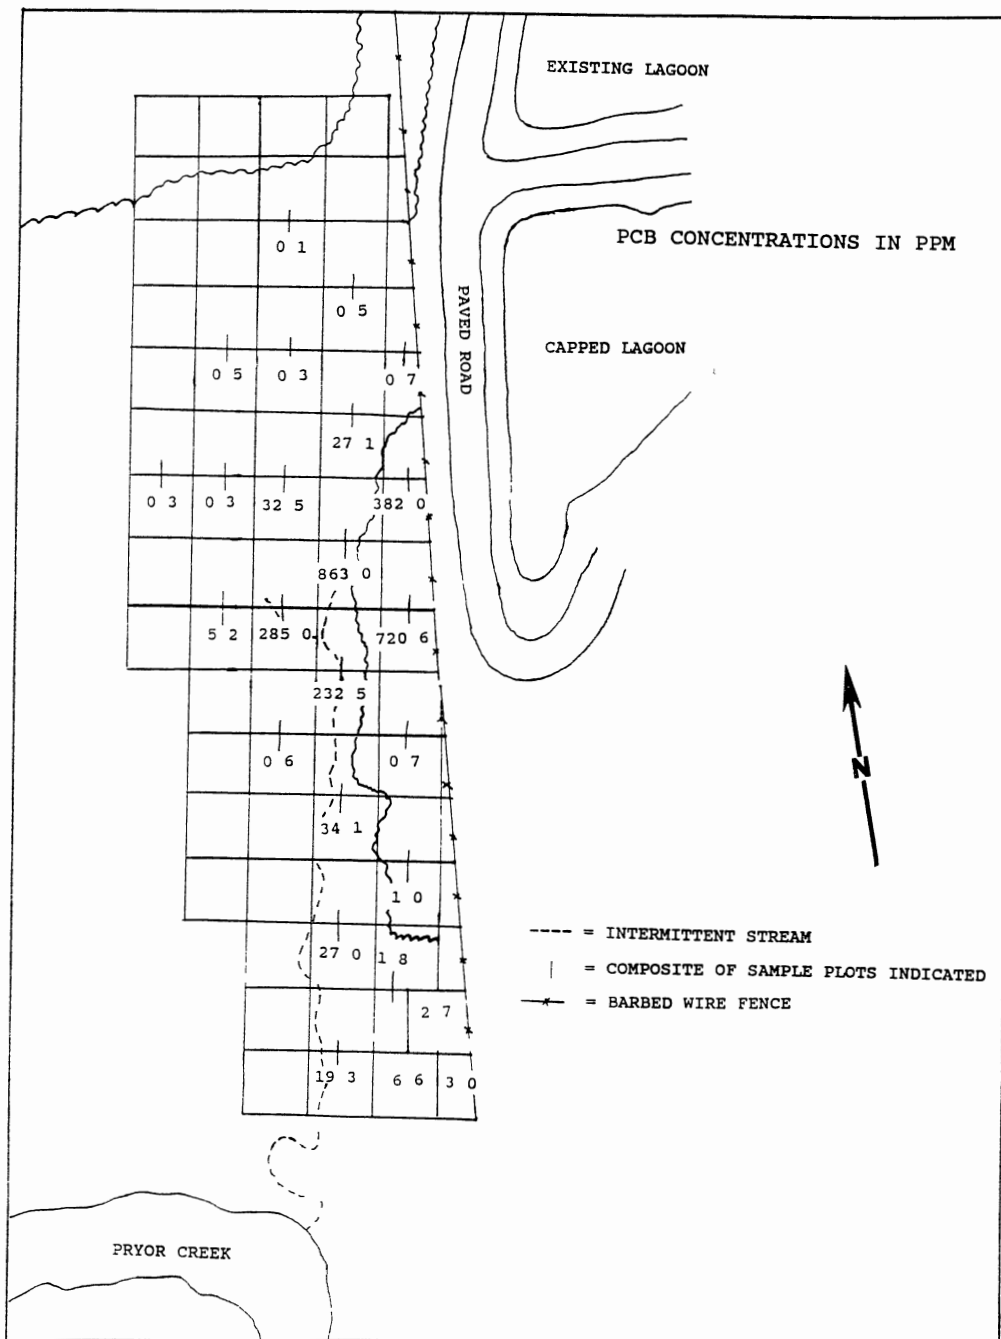 EXISTING LAGOON
PCB CONCENTRATIONS IN PPM
0 1
0 5
PAVED ROAD
CAPPED LAGOON
0 5 0 3 0 7
27 1
0 3 0 3 32 5 382 0
863 0
5 2 285 0 720 6
232 5
0 6 0 7
N
34 1
1 0
---- = INTERMITTENT STREAM
| = COMPOSITE OF SAMPLE PLOTS INDICATED
27 0 1 8
= BARBED WIRE FENCE
2 7
19 3 6 6 3 0
PRYOR CREEK